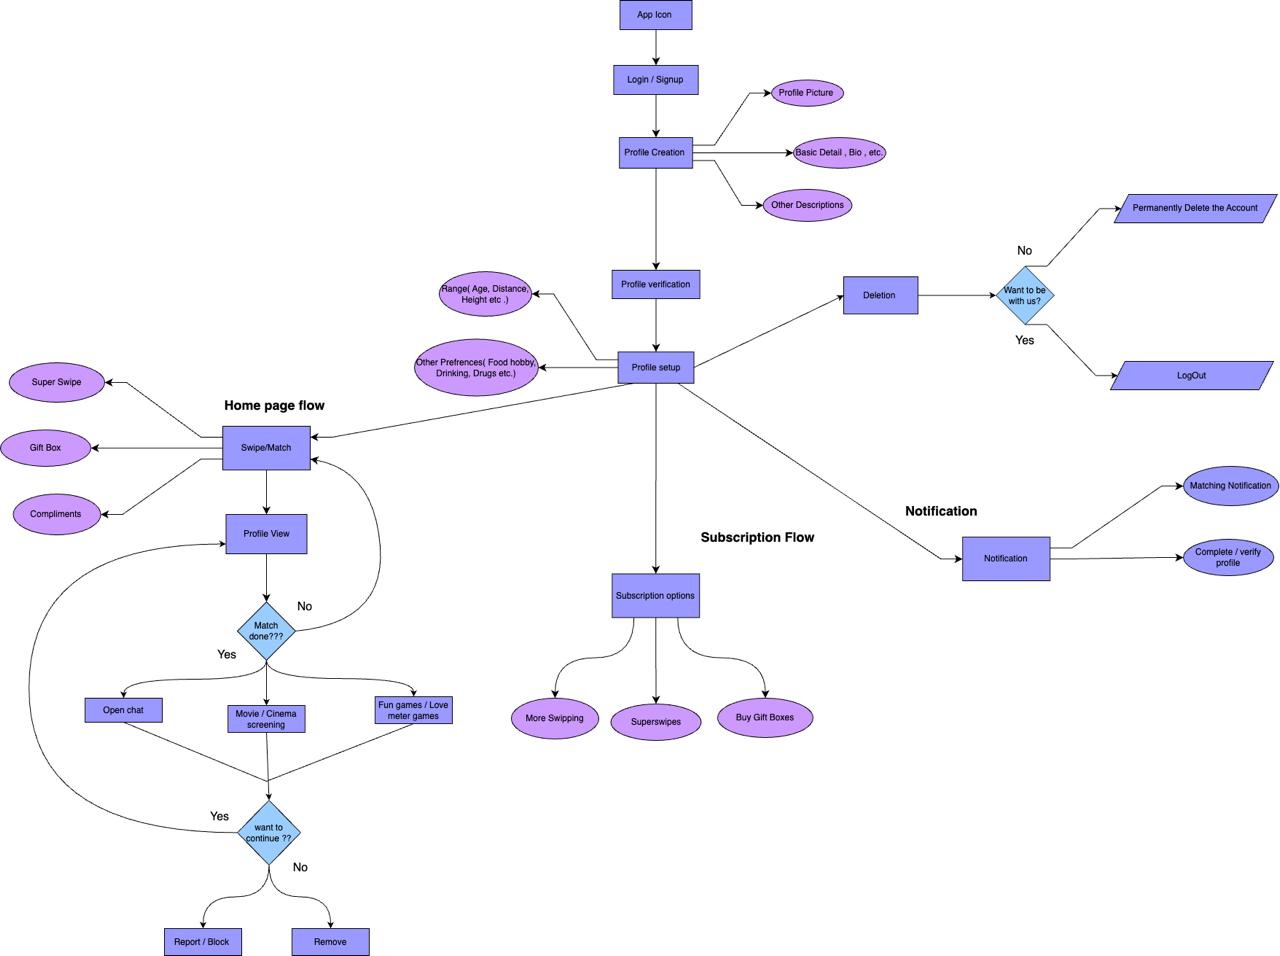 App Icon
Login / Signup
Profile Picture
Profile Creation
Basic Detail , Bio , etc.
Other Descriptions
Permanently Delete the Account
No
Profile verification
Range( Age, Distance,
Height etc .)
Deletion
Want to be
with us?
Yes
Other Prefrences( Food hobby,
Drinking, Drugs etc.)
Profile setup
LogOut
Super Swipe
Home page flow
Gift Box
Swipe/Match
Compliments
Profile View
Matching Notification
Notification
Subscription Flow
Complete / verify
profile
Notification
Subscription options
No
Match
done???
Yes
Open chat
Movie / Cinema
screening
Fun games / Love
meter games
More Swipping
Superswipes
Buy Gift Boxes
Yes
want to
continue ??
No
Report / Block
Remove